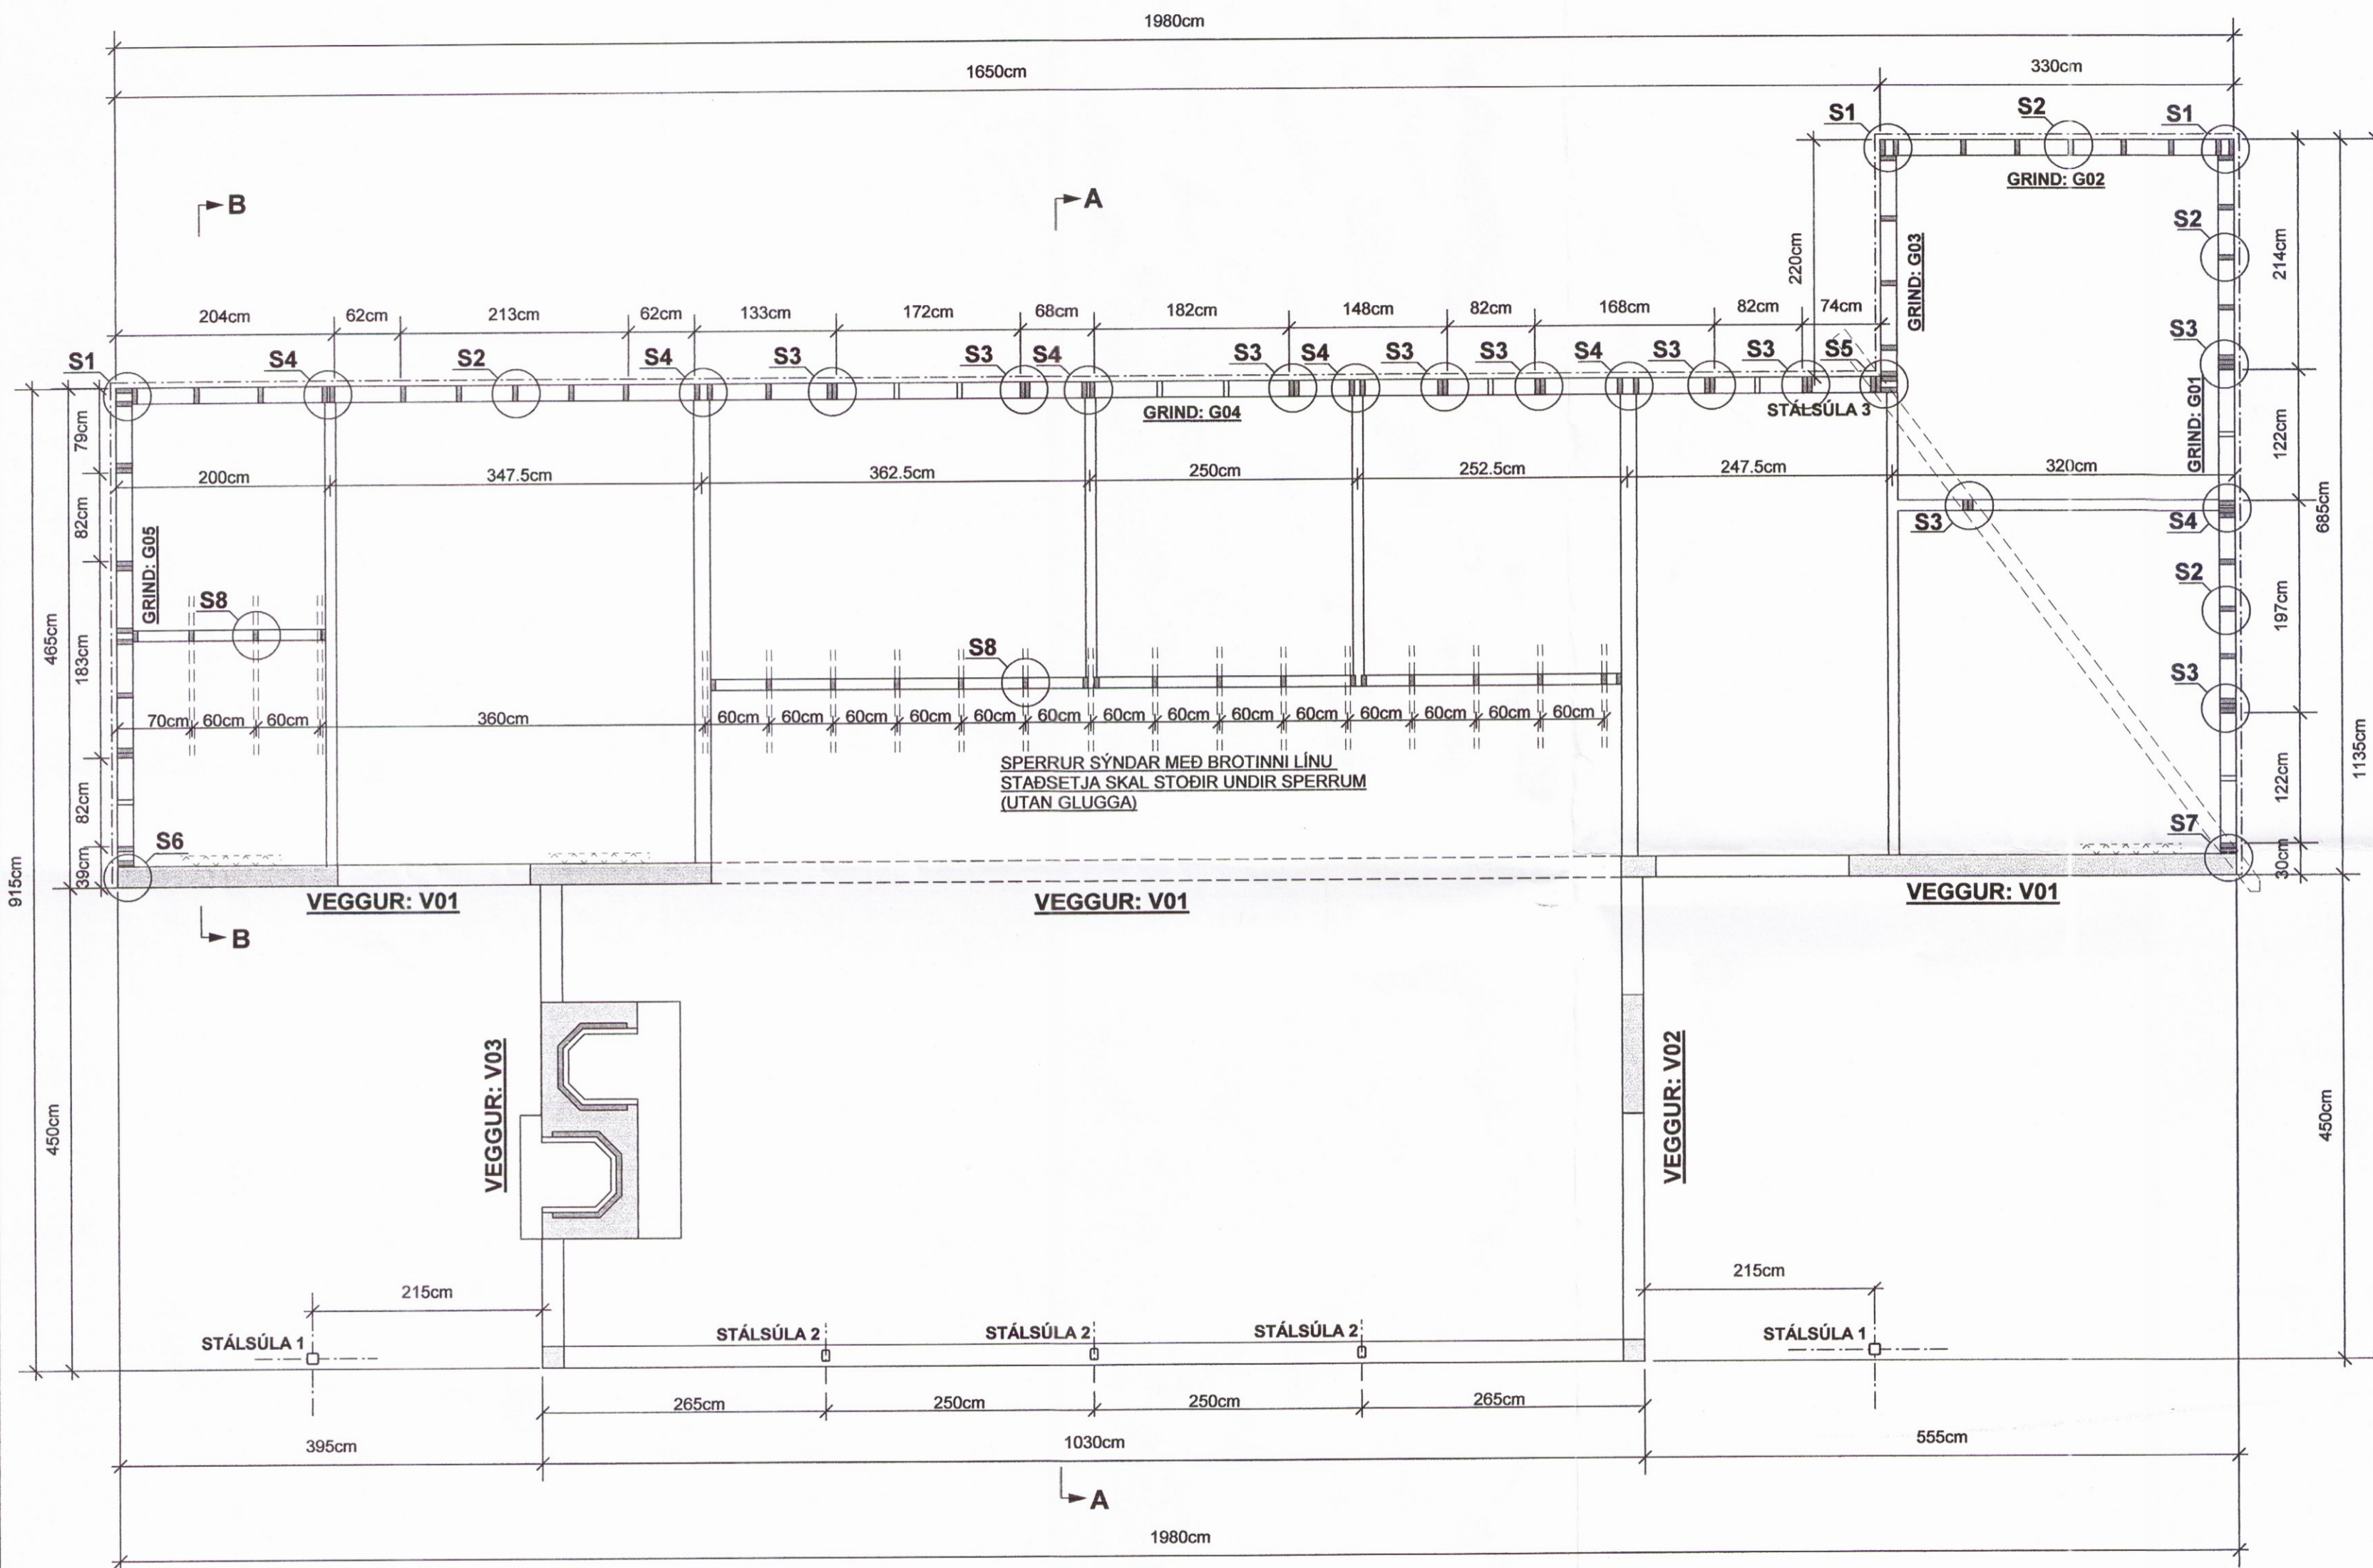 1980cm
1650cm
330cm
S1
S2
S1
GRIND: G02
B
A
S2
214cm
220cm
GRIND: G03
204cm
62cm
213cm
62cm
133cm
172cm
68cm
182cm
148cm
82cm
168cm
82cm
74cm
S1
S4
S2
S4
S3
S3
S4
S3
S4
S3
S3
S4
S3
S3
S5
S3
GRIND: G04
STÁLSÚLA 3
GRIND: G01
79cm
122cm
200cm
347.5cm
362.5cm
250cm
252.5cm
247.5cm
320cm
82cm
S3
S4
685cm
GRIND: G05
S8
S2
197cm
465cm
183cm
S8
S3
70cm
60cm
60cm
360cm
60cm
60cm
60cm
60cm
60cm
60cm
60cm
60cm
60cm
60cm
60cm
60cm
60cm
60cm
1135cm
SPERRUR SÝNDAR MEÐ BROTINNI LÍNU
STAÐSETJA SKAL STOÐIR UNDIR SPERRUM
(UTAN GLUGGA)
82cm
122cm
S6
S7
39cm
30cm
915cm
VEGGUR: V01
VEGGUR: V01
VEGGUR: V01
B
VEGGUR: V03
VEGGUR: V02
450cm
450cm
215cm
215cm
STÁLSÚLA 1
STÁLSÚLA 2
STÁLSÚLA 2
STÁLSÚLA 2
STÁLSÚLA 1
265cm
250cm
250cm
265cm
395cm
1030cm
555cm
A
1980cm